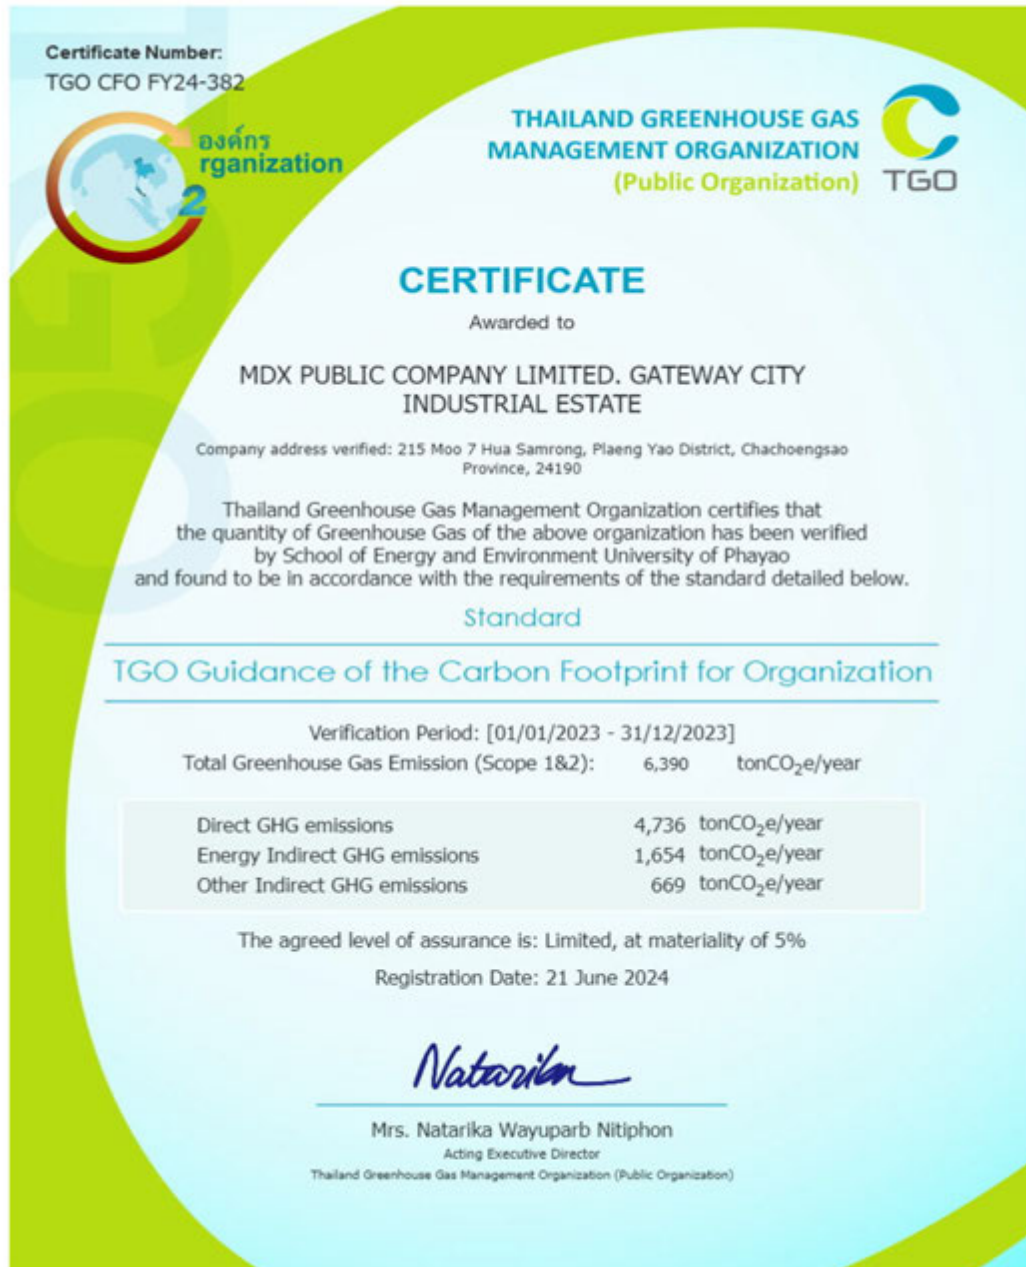 Certificate Number:
TGO CFO FY24-382
องค์กร
rganization
2
THAILAND GREENHOUSE GAS
MANAGEMENT ORGANIZATION
(Public Organization)
TGO
CERTIFICATE
Awarded to
MDX PUBLIC COMPANY LIMITED. GATEWAY CITY
INDUSTRIAL ESTATE
Company address verified: 215 Moo 7 Hua Samrong, Plaeng Yao District, Chachoengsao
Province, 24190
Thailand Greenhouse Gas Management Organization certifies that
the quantity of Greenhouse Gas of the above organization has been verified
by School of Energy and Environment University of Phayao
and found to be in accordance with the requirements of the standard detailed below.
Standard
TGO Guidance of the Carbon Footprint for Organization
Verification Period: [01/01/2023 - 31/12/2023]
Total Greenhouse Gas Emission (Scope 1&2): 6,390 tonCO₂e/year
Direct GHG emissions 4,736 tonCO₂e/year
Energy Indirect GHG emissions 1,654 tonCO₂e/year
Other Indirect GHG emissions 669 tonCO₂e/year
The agreed level of assurance is: Limited, at materiality of 5%
Registration Date: 21 June 2024
Natarika
Mrs. Natarika Wayuparb Nitiphon
Acting Executive Director
Thailand Greenhouse Gas Management Organization (Public Organization)